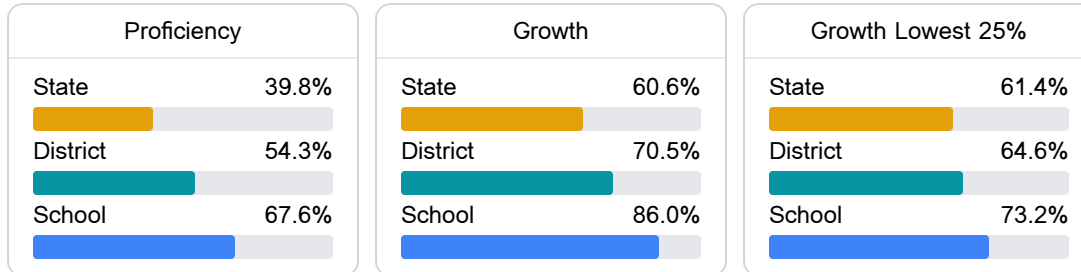 Proficiency
State 39.8%
District 54.3%
School 67.6%
Growth
State 60.6%
District 70.5%
School 86.0%
Growth Lowest 25%
State 61.4%
District 64.6%
School 73.2%